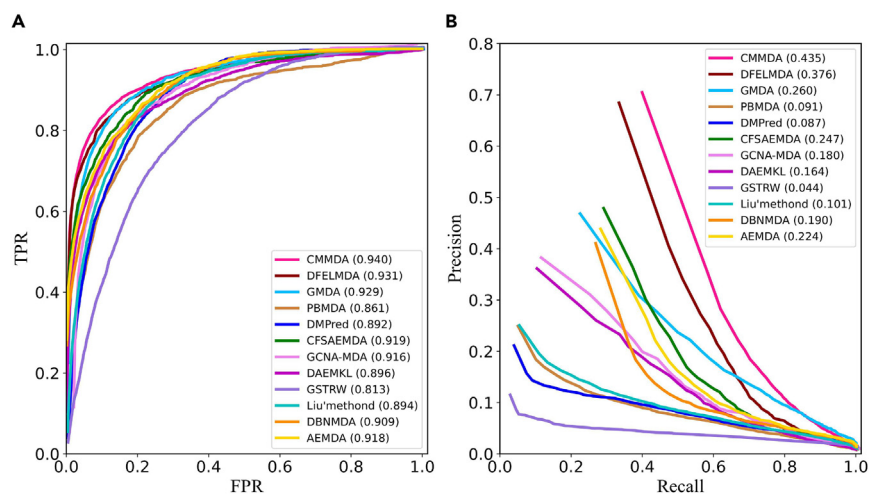 A
1.0
0.8
0.6
0.4
0.2
0.0
TPR
0.0 0.2 0.4 0.6 0.8 1.0
FPR
CMMDA (0.940)
DFELMDA (0.931)
GMDA (0.929)
PBMDA (0.861)
DMPred (0.892)
CFSAEMDA (0.919)
GCNA-MDA (0.916)
DAEMKL (0.896)
GSTRW (0.813)
Liu'methond (0.894)
DBNMDA (0.909)
AEMDA (0.918)
B
0.8
0.7
0.6
0.5
0.4
0.3
0.2
0.1
0.0
Precision
0.0 0.2 0.4 0.6 0.8 1.0
Recall
CMMDA (0.435)
DFELMDA (0.376)
GMDA (0.260)
PBMDA (0.091)
DMPred (0.087)
CFSAEMDA (0.247)
GCNA-MDA (0.180)
DAEMKL (0.164)
GSTRW (0.044)
Liu'methond (0.101)
DBNMDA (0.190)
AEMDA (0.224)